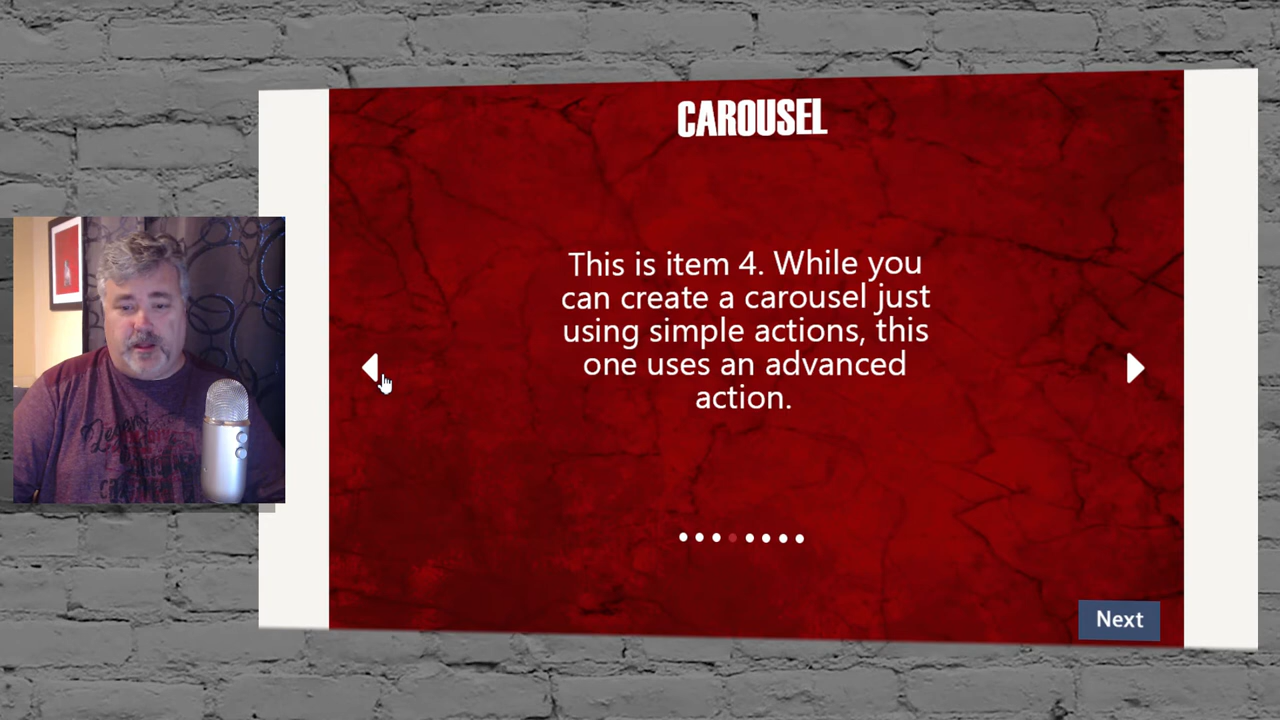 CAROUSEL
This is item 4. While you
can create a carousel just
using simple actions, this
one uses an advanced
action.
Next